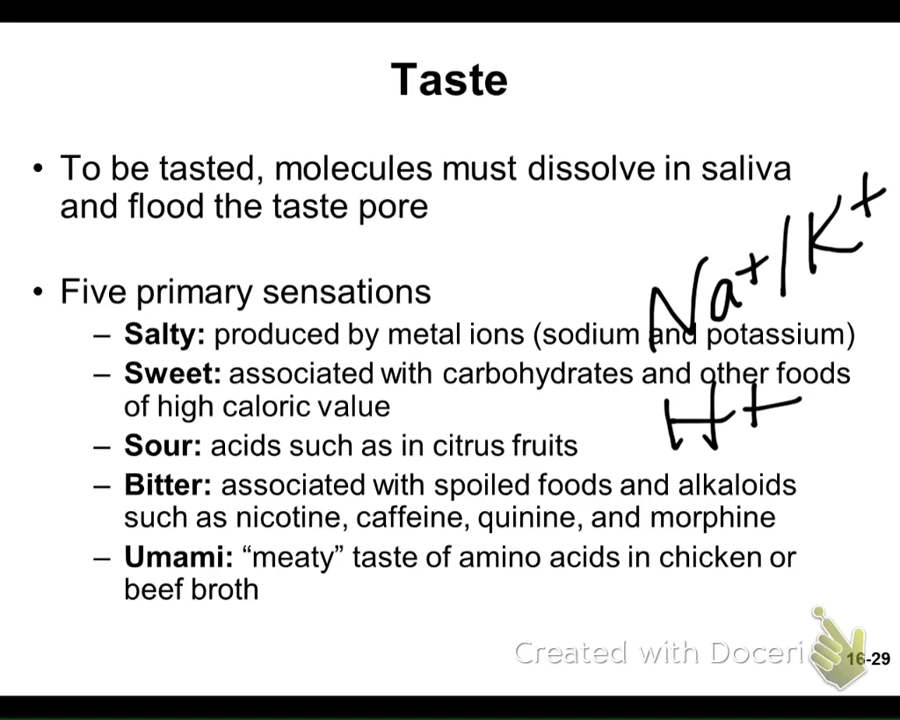 Taste
• To be tasted, molecules must dissolve in saliva
and flood the taste pore
Na+/K+
• Five primary sensations
– Salty: produced by metal ions (sodium and potassium)
– Sweet: associated with carbohydrates and other foods
of high caloric value
H+
– Sour: acids such as in citrus fruits
– Bitter: associated with spoiled foods and alkaloids
such as nicotine, caffeine, quinine, and morphine
– Umami: “meaty” taste of amino acids in chicken or
beef broth
Created with Doceri
16-29